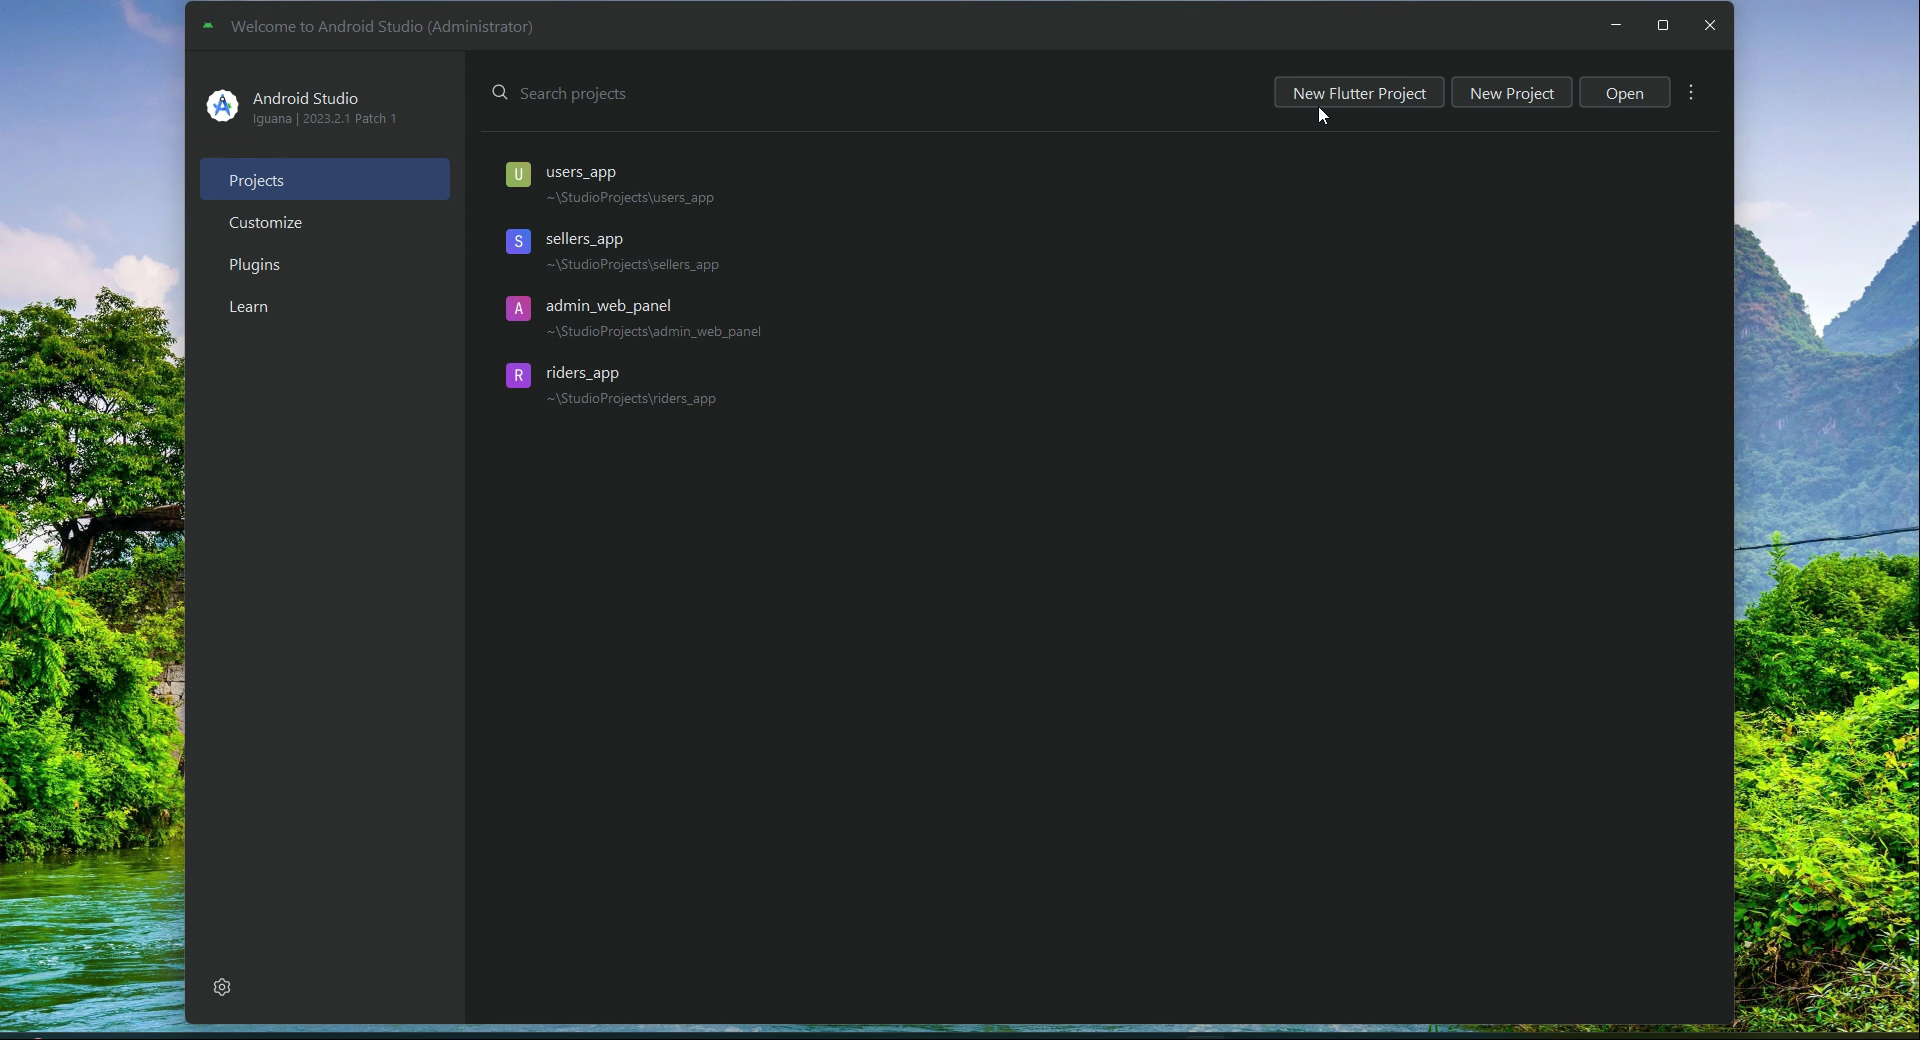 Welcome to Android Studio (Administrator)
Android Studio
Iguana | 2023.2.1 Patch 1
Projects
Customize
Plugins
Learn
Search projects
New Flutter Project
New Project
Open
U
users_app
~\StudioProjects\users_app
S
sellers_app
~\StudioProjects\sellers_app
A
admin_web_panel
~\StudioProjects\admin_web_panel
R
riders_app
~\StudioProjects\riders_app